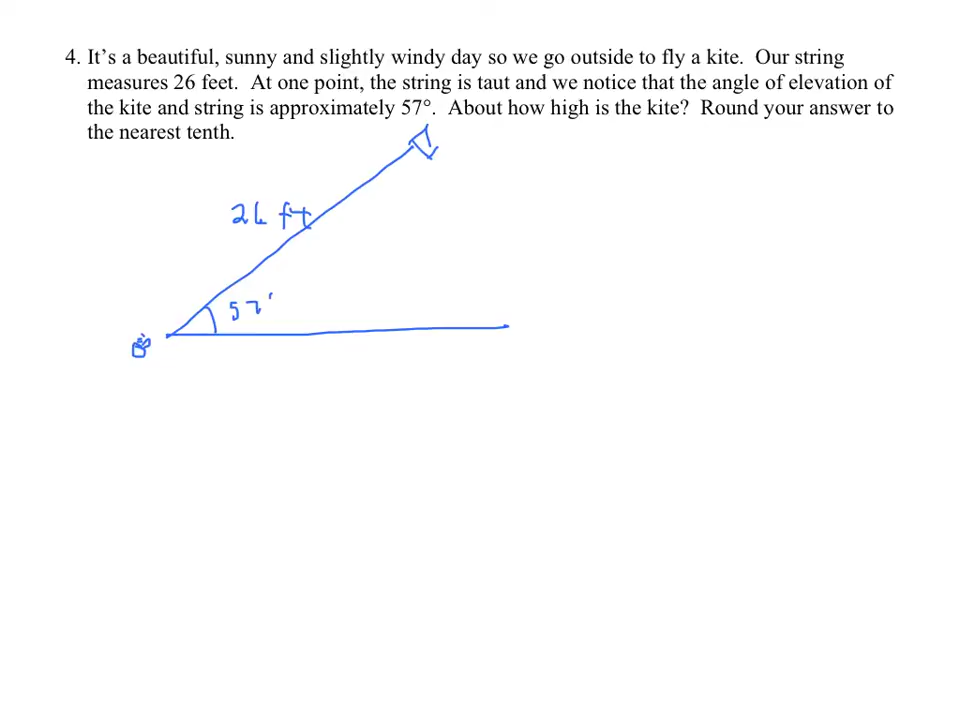 4. It's a beautiful, sunny and slightly windy day so we go outside to fly a kite. Our string
measures 26 feet. At one point, the string is taut and we notice that the angle of elevation of
the kite and string is approximately 57°. About how high is the kite? Round your answer to
the nearest tenth.
26 ft
57°